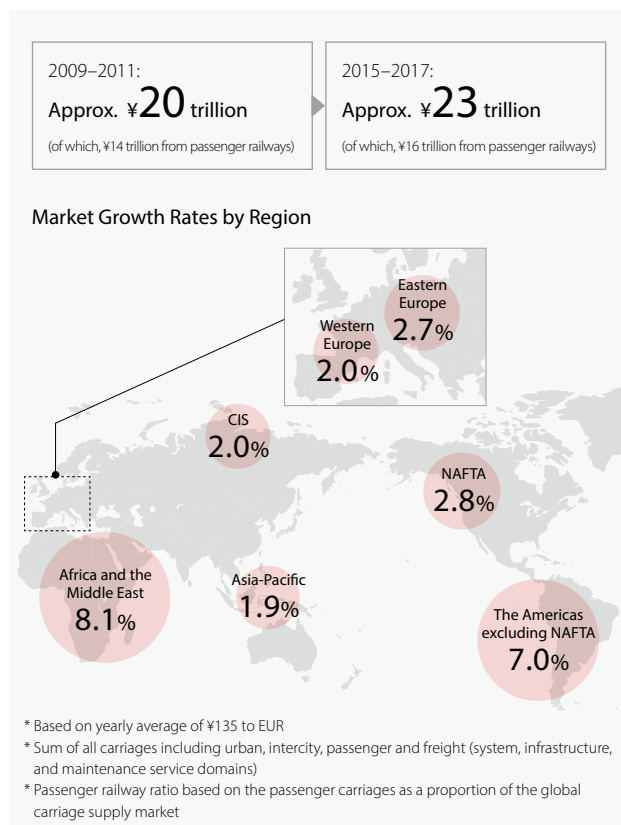 2009–2011:
Approx. ¥20 trillion
(of which, ¥14 trillion from passenger railways)
2015–2017:
Approx. ¥23 trillion
(of which, ¥16 trillion from passenger railways)
Market Growth Rates by Region
Eastern
Europe
2.7%
Western
Europe
2.0%
CIS
2.0%
NAFTA
2.8%
Africa and the
Middle East
8.1%
Asia-Pacific
1.9%
The Americas
excluding NAFTA
7.0%
* Based on yearly average of ¥135 to EUR
* Sum of all carriages including urban, intercity, passenger and freight (system, infrastructure,
and maintenance service domains)
* Passenger railway ratio based on the passenger carriages as a proportion of the global
carriage supply market